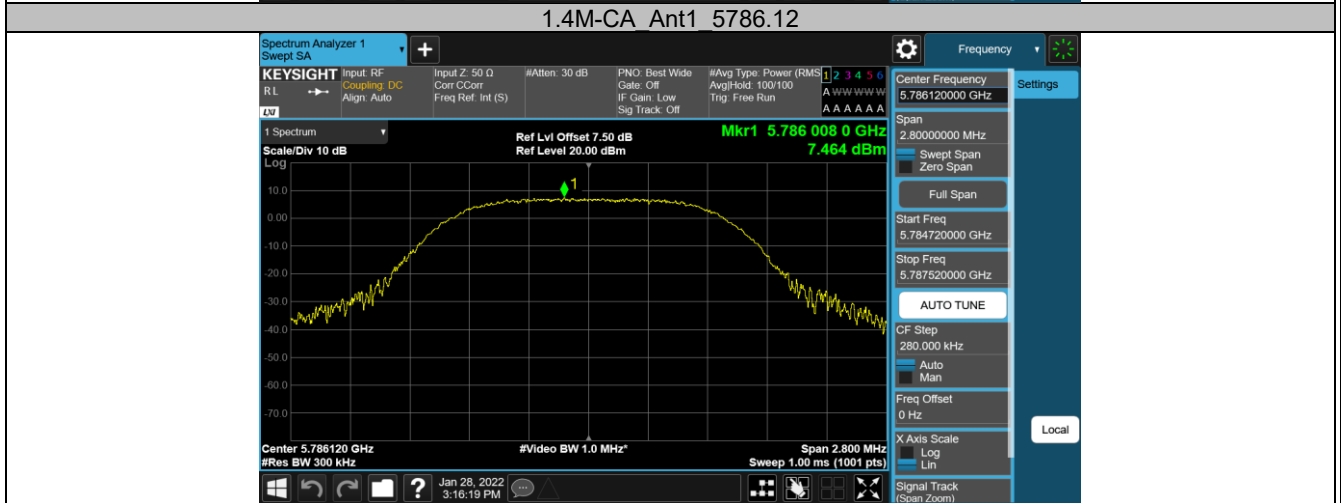 1.4M-CA_Ant1_5786.12
Spectrum Analyzer 1
Swept SA
Frequency
KEYSIGHT
RL
LXI
Input: RF
Coupling: DC
Align: Auto
Input Z: 50 Ω
Corr CCorr
Freq Ref: Int (S)
#Atten: 30 dB
PNO: Best Wide
Gate: Off
IF Gain: Low
Sig Track: Off
#Avg Type: Power (RMS
Avg|Hold: 100/100
Trig: Free Run
1 2 3 4 5 6
A W W W W W
A A A A A A
1 Spectrum
Scale/Div 10 dB
Log
Ref Lvl Offset 7.50 dB
Ref Level 20.00 dBm
Mkr1 5.786 008 0 GHz
7.464 dBm
1
10.0
0.00
-10.0
-20.0
-30.0
-40.0
-50.0
-60.0
-70.0
Center 5.786120 GHz
#Res BW 300 kHz
#Video BW 1.0 MHz*
Span 2.800 MHz
Sweep 1.00 ms (1001 pts)
Center Frequency
5.786120000 GHz
Settings
Span
2.80000000 MHz
Swept Span
Zero Span
Full Span
Start Freq
5.784720000 GHz
Stop Freq
5.787520000 GHz
AUTO TUNE
CF Step
280.000 kHz
Auto
Man
Freq Offset
0 Hz
X Axis Scale
Log
Lin
Local
Signal Track
(Span Zoom)
?
Jan 28, 2022
3:16:19 PM